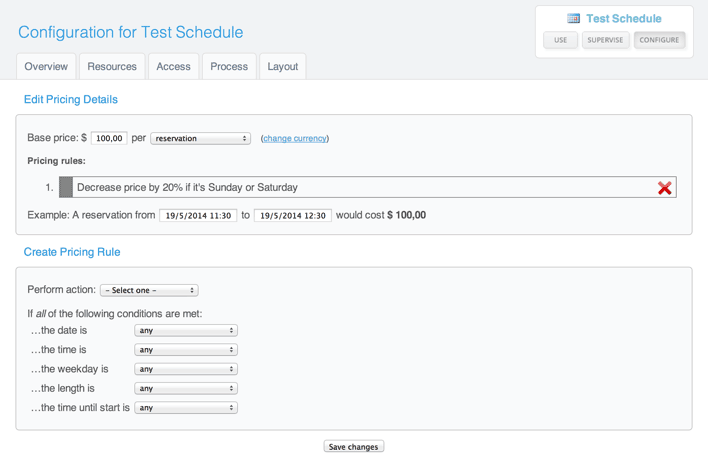 Configuration for Test Schedule
Test Schedule
USE SUPERVISE CONFIGURE
Overview Resources Access Process Layout
Edit Pricing Details
Base price: $ 100,00 per reservation (change currency)
Pricing rules:
1. Decrease price by 20% if it's Sunday or Saturday
Example: A reservation from 19/5/2014 11:30 to 19/5/2014 12:30 would cost $ 100,00
Create Pricing Rule
Perform action: – Select one –
If all of the following conditions are met:
…the date is any
…the time is any
…the weekday is any
…the length is any
…the time until start is any
Save changes